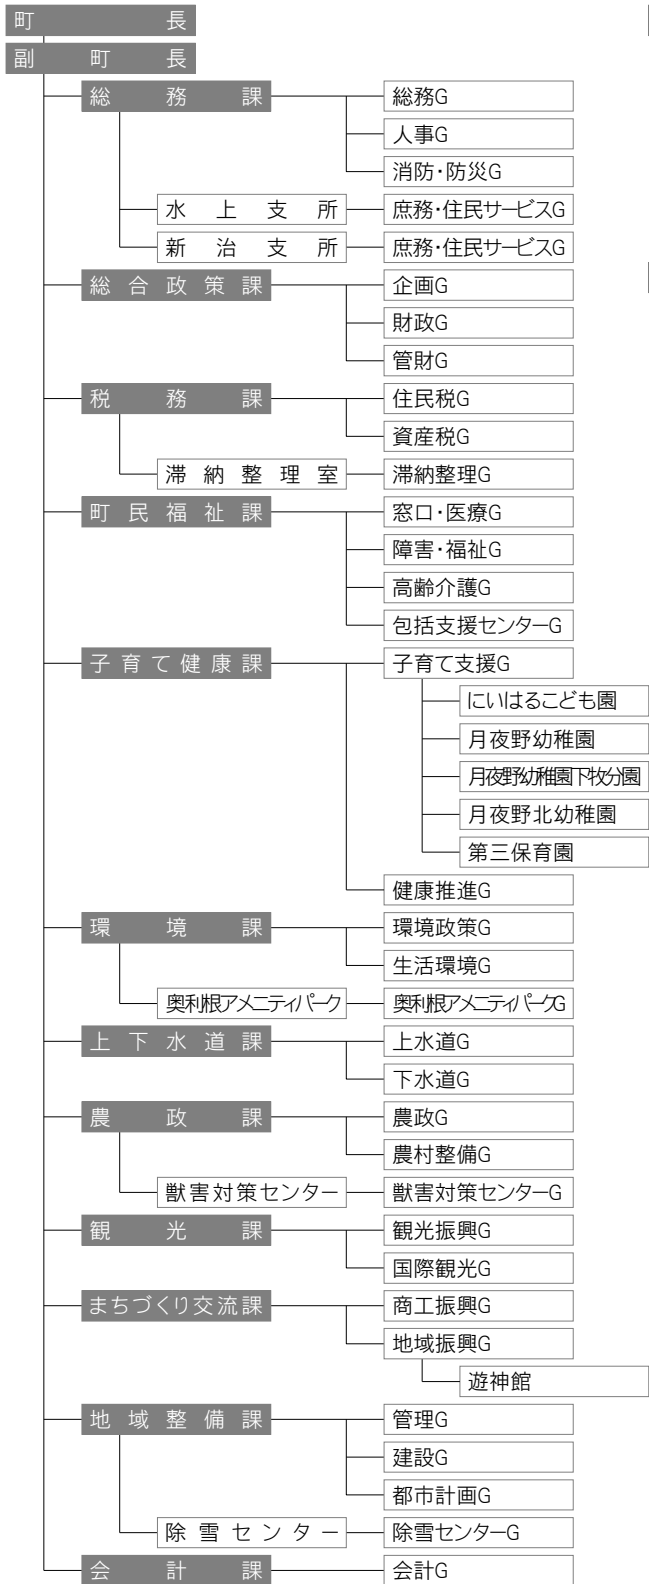 町長
副町長
総務課 総務G
人事G
消防・防災G
水上支所 庶務・住民サービスG
新治支所 庶務・住民サービスG
総合政策課 企画G
財政G
管財G
税務課 住民税G
資産税G
滞納整理室 滞納整理G
町民福祉課 窓口・医療G
障害・福祉G
高齢介護G
包括支援センターG
子育て健康課 子育て支援G
にいはるこども園
月夜野幼稚園
月夜野幼稚園下牧分園
月夜野北幼稚園
第三保育園
健康推進G
環境課 環境政策G
生活環境G
奥利根アメニティパーク 奥利根アメニティパークG
上下水道課 上水道G
下水道G
農政課 農政G
農村整備G
獣害対策センター 獣害対策センターG
観光課 観光振興G
国際観光G
まちづくり交流課 商工振興G
地域振興G
遊神館
地域整備課 管理G
建設G
都市計画G
除雪センター 除雪センターG
会計課 会計G